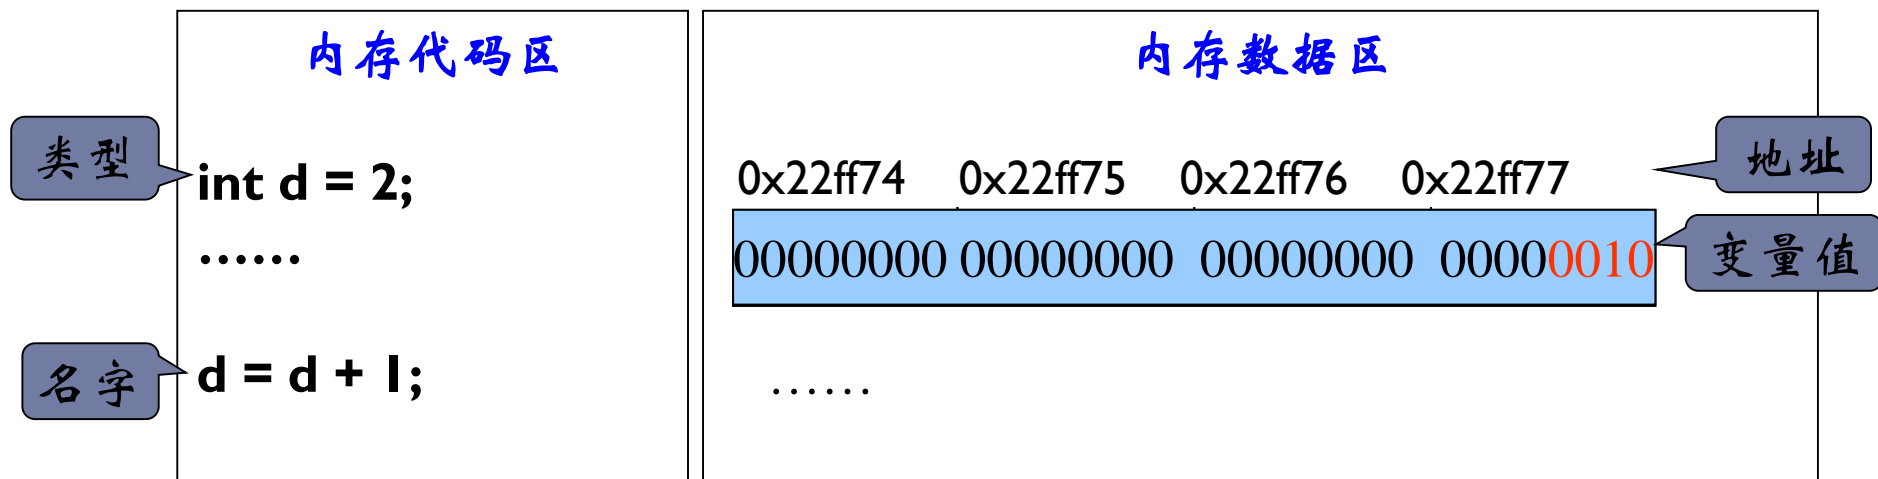 内存代码区
内存数据区
类型
int d = 2;
0x22ff74 0x22ff75 0x22ff76 0x22ff77
地址
……
00000000 00000000 00000000 00000010
变量值
名字
d = d + 1;
……